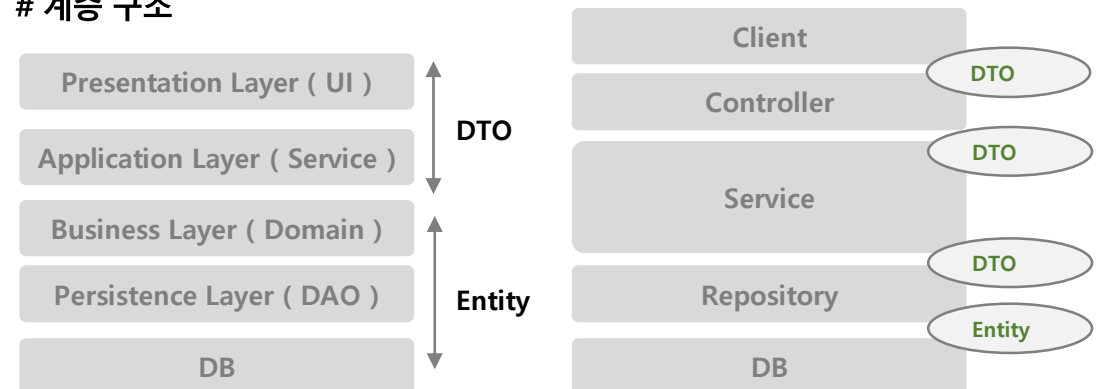 # 계층 구조
Presentation Layer ( UI )
Application Layer ( Service )
Business Layer ( Domain )
Persistence Layer ( DAO )
DB
DTO
Entity
Client
Controller
Service
Repository
DB
DTO
DTO
DTO
Entity